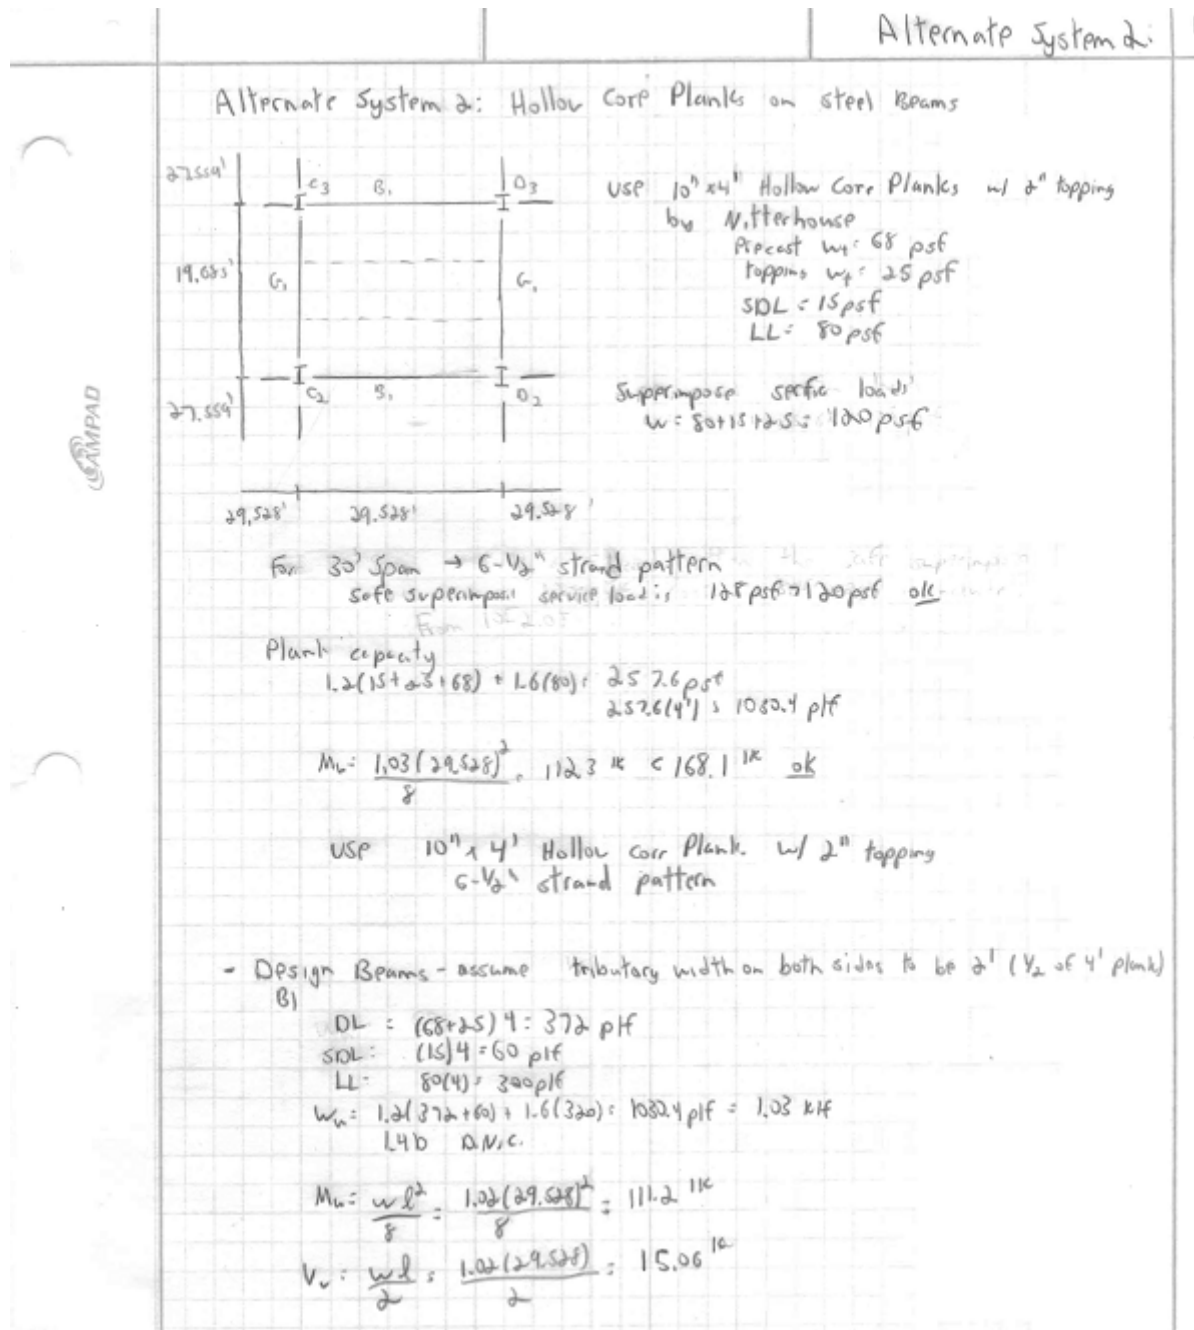 Alternate System 2:
Alternate System 2: Hollow Core Planks on Steel Beams
27.559'
C3 B1 D3
19.685'
G1 G1
C2 B1 D2
27.559'
29.528' 29.528' 29.528'
USE 10" x4' Hollow Core Planks w/ 2" topping
by Nitterhouse
Precast wt: 68 psf
topping wt: 25 psf
SDL = 15 psf
LL = 80 psf
Superimpose loads
w = 80+15+25 = 120 psf
AMPAD
For 30' Span → 6-1/2" strand pattern
safe superimpose service load is 128 psf > 120 psf ok
Plank capacity
1.2(15+25+68) + 1.6(80) = 257.6 psf
257.6(4') = 1030.4 plf
Mu = 1.03(29.528)²/8 = 112.3 'k < 168.1 'k ok
USE 10" x 4' Hollow Core Plank w/ 2" topping
6-1/2" strand pattern
- Design Beams - assume tributary width on both sides to be 2' (1/2 of 4' plank)
B1
DL = (68+25)4 = 372 plf
SDL = (15)4 = 60 plf
LL = 80(4) = 320 plf
Wu = 1.2(372+60) + 1.6(320) = 1030.4 plf = 1.03 klf
1.4D D.N.C.
Mu = wl²/8 = 1.02(29.528)²/8 = 111.2 'k
Vu = wl/2 = 1.02(29.528)/2 = 15.06 k